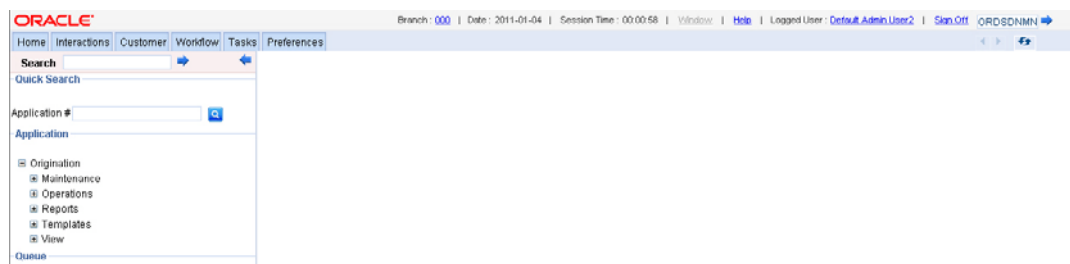 ORACLE
Branch : 000 | Date : 2011-01-04 | Session Time : 00:00:58 | Window | Help | Logged User : Default Admin User2 | Sign Off ORDSDNMN
Home Interactions Customer Workflow Tasks Preferences
Search
Quick Search
Application #
Application
Origination
Maintenance
Operations
Reports
Templates
View
Queue